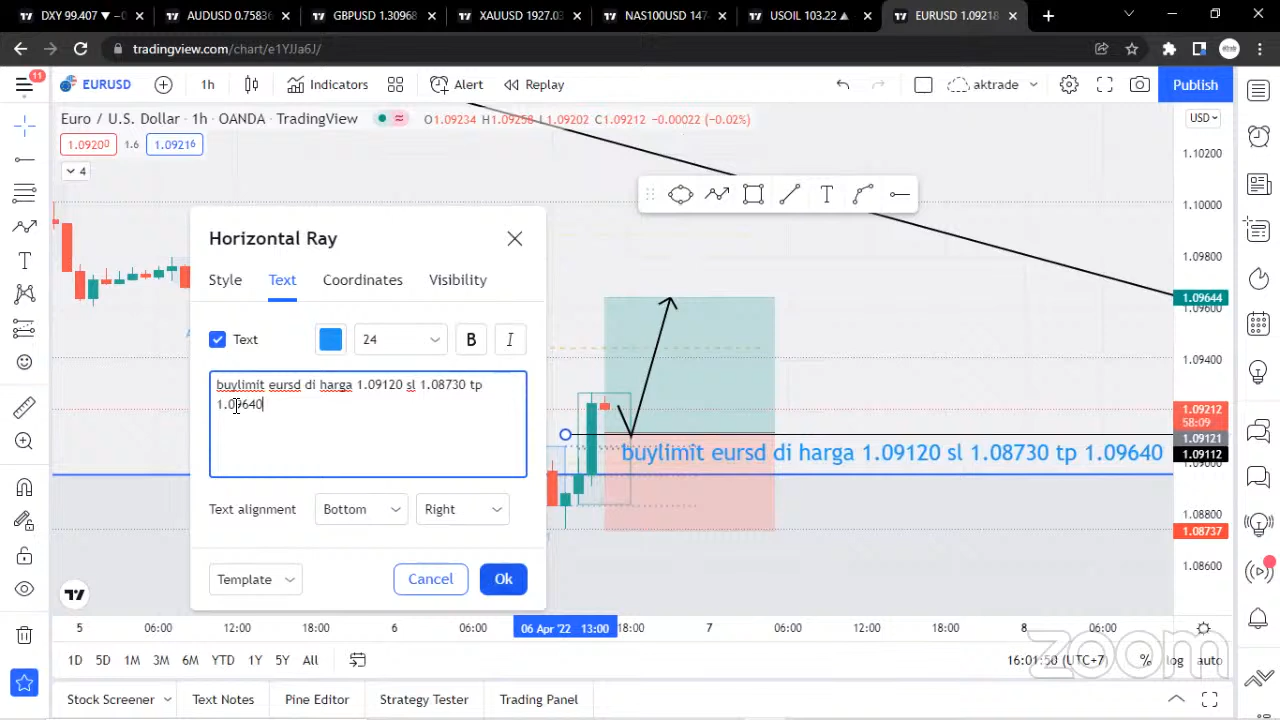 DXY 99.407 ▼ −0
AUDUSD 0.7583
GBPUSD 1.3096
XAUUSD 1927.03
NAS100USD 147
USOIL 103.22 ▲
EURUSD 1.09218
tradingview.com/chart/e1YJJa6J/
11
EURUSD
1h
Indicators
Alert
Replay
aktrade
Publish
Euro / U.S. Dollar · 1h · OANDA · TradingView
O1.09234 H1.09258 L1.09202 C1.09212 −0.00022 (−0.02%)
USD
1.09200
1.6
1.09216
4
1.10200
1.10000
1.09800
1.09644
1.09600
1.09400
1.09212
58:09
1.09121
1.09112
1.09000
1.08800
1.08737
1.08600
Horizontal Ray
Style
Text
Coordinates
Visibility
Text
24
B
I
buylimit eursd di harga 1.09120 sl 1.08730 tp
1.09640
buylimit eursd di harga 1.09120 sl 1.08730 tp 1.09640
Text alignment
Bottom
Right
Template
Cancel
Ok
5
06:00
12:00
18:00
6
06:00
06 Apr '22 13:00
18:00
7
06:00
12:00
18:00
8
06:00
1D
5D
1M
3M
6M
YTD
1Y
5Y
All
16:01:50 (UTC+7)
%
log
auto
zoom
Stock Screener
Text Notes
Pine Editor
Strategy Tester
Trading Panel